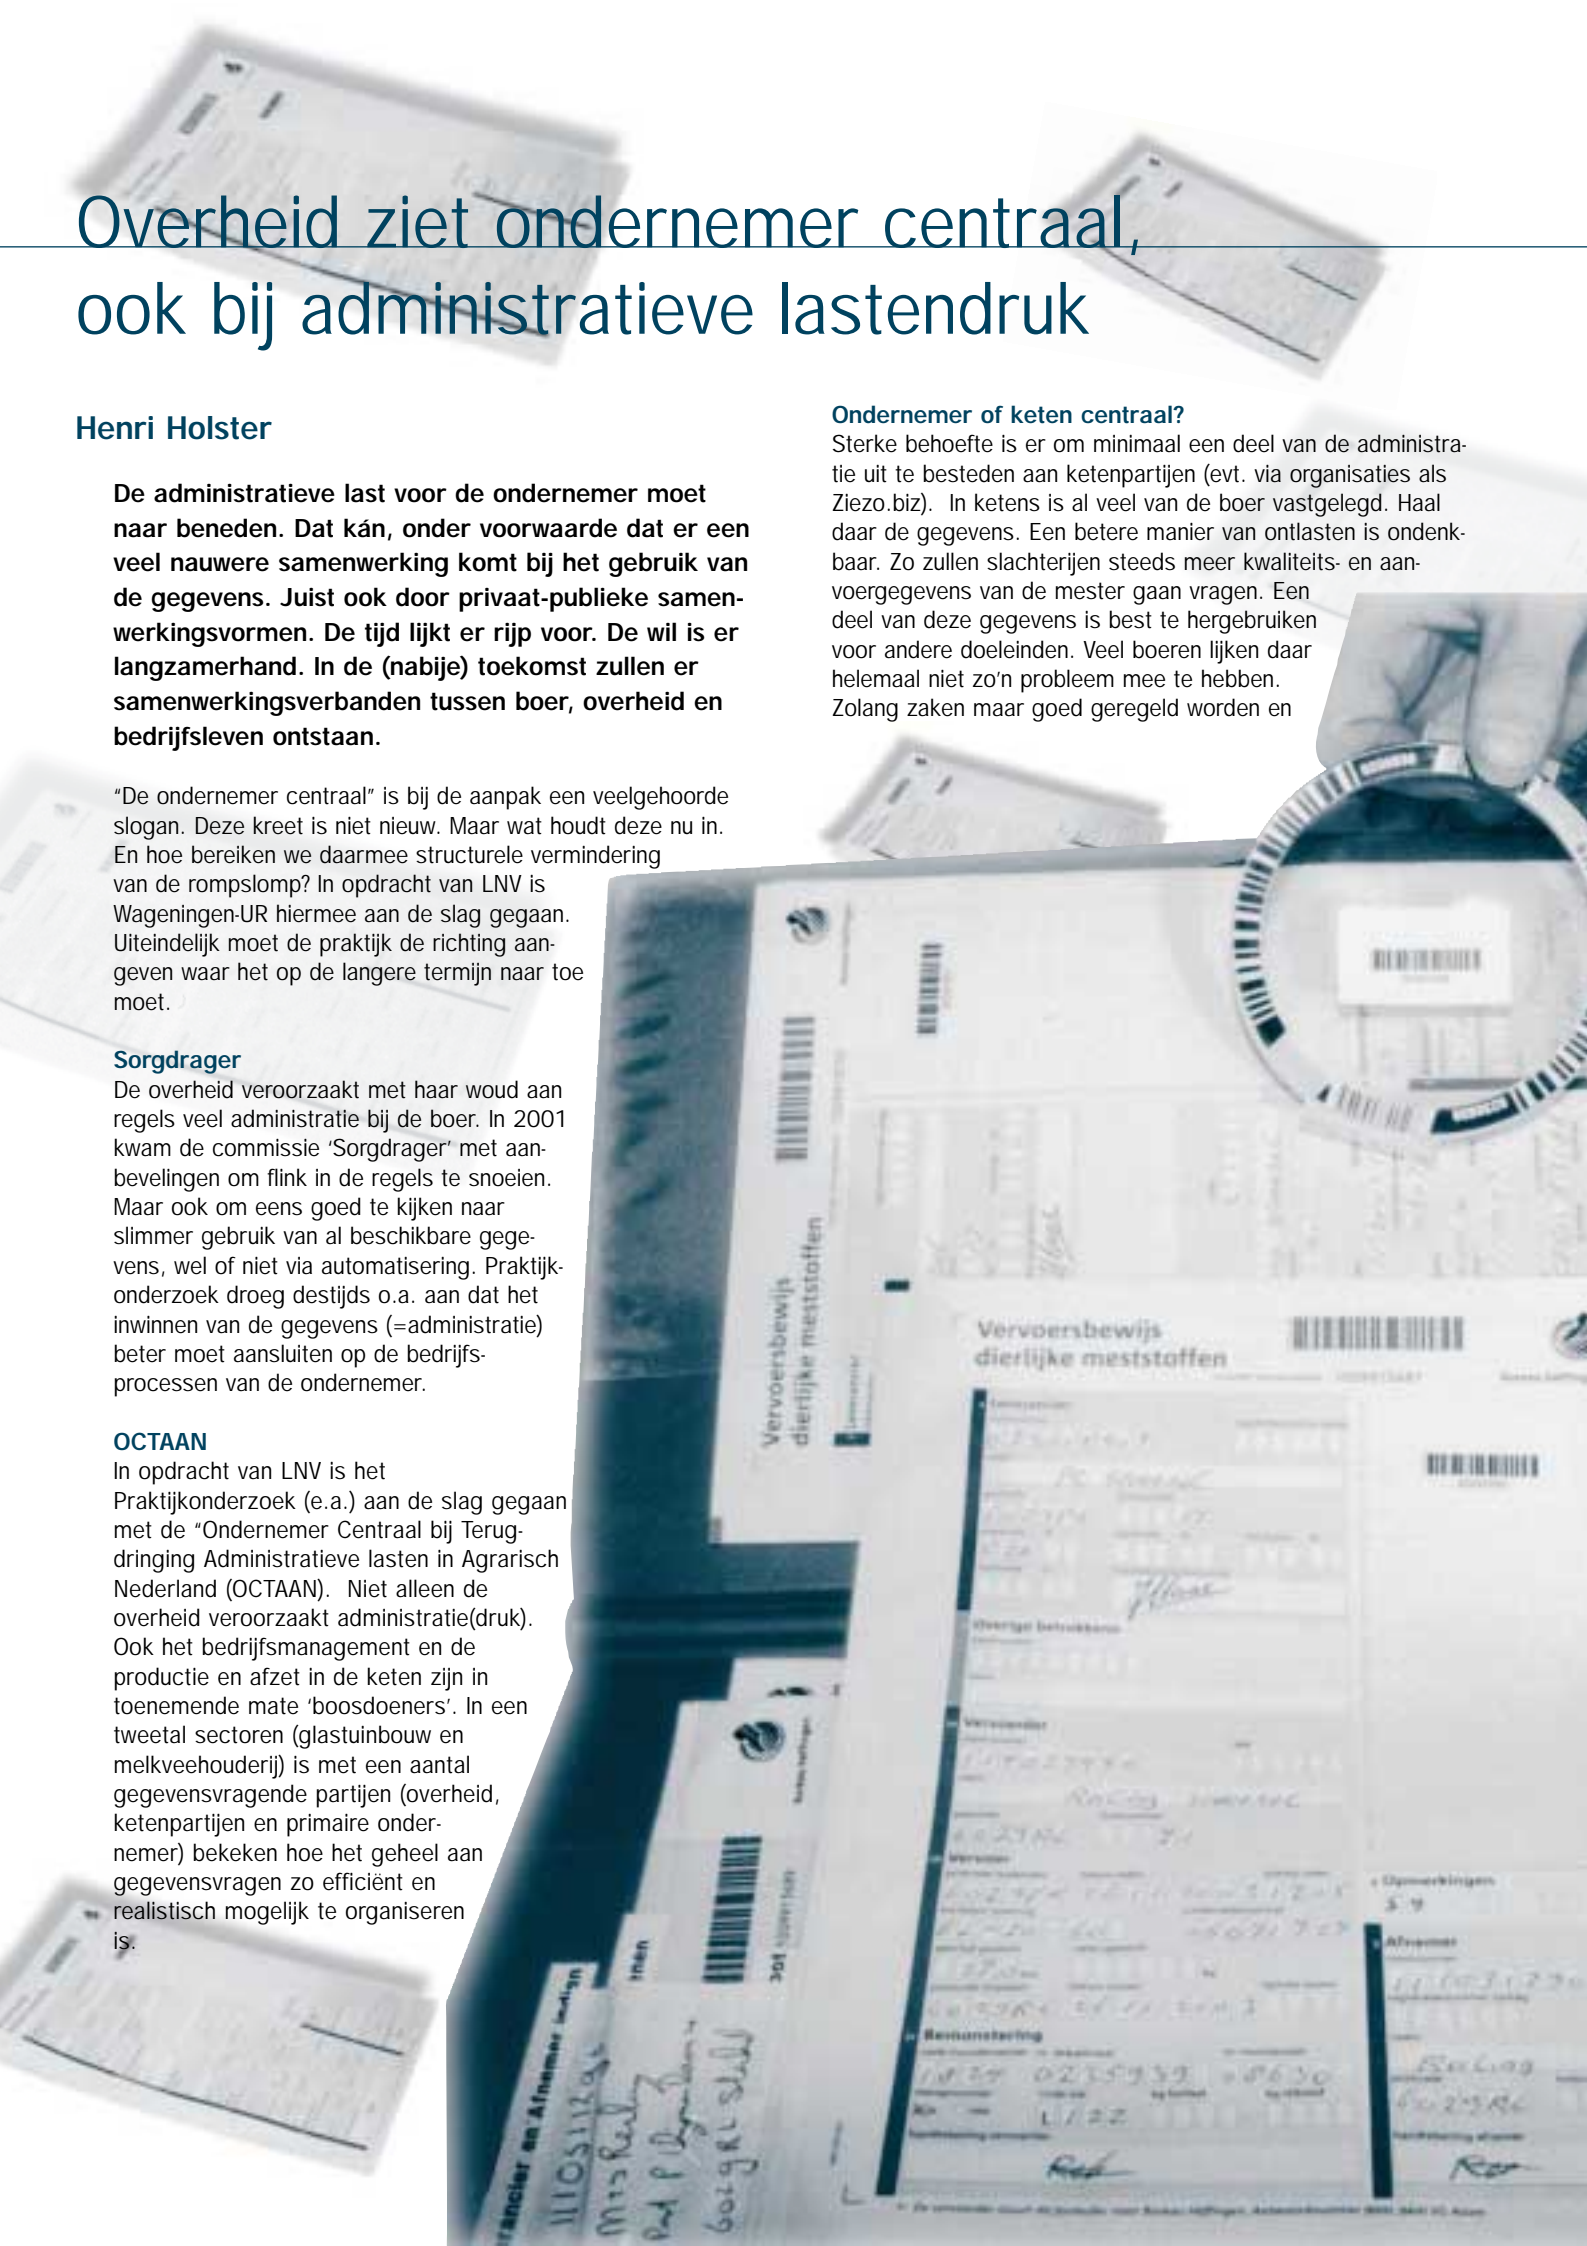 Overheid ziet ondernemer centraal,
ook bij administratieve lastendruk
Henri Holster
De administratieve last voor de ondernemer moet
naar beneden. Dat kán, onder voorwaarde dat er een
veel nauwere samenwerking komt bij het gebruik van
de gegevens. Juist ook door privaat-publieke samen-
werkingsvormen. De tijd lijkt er rijp voor. De wil is er
langzamerhand. In de (nabije) toekomst zullen er
samenwerkingsverbanden tussen boer, overheid en
bedrijfsleven ontstaan.
“De ondernemer centraal” is bij de aanpak een veelgehoorde
slogan. Deze kreet is niet nieuw. Maar wat houdt deze nu in.
En hoe bereiken we daarmee structurele vermindering
van de rompslomp? In opdracht van LNV is
Wageningen-UR hiermee aan de slag gegaan.
Uiteindelijk moet de praktijk de richting aan-
geven waar het op de langere termijn naar toe
moet.
Sorgdrager
De overheid veroorzaakt met haar woud aan
regels veel administratie bij de boer. In 2001
kwam de commissie ‘Sorgdrager’ met aan-
bevelingen om flink in de regels te snoeien.
Maar ook om eens goed te kijken naar
slimmer gebruik van al beschikbare gege-
vens, wel of niet via automatisering. Praktijk-
onderzoek droeg destijds o.a. aan dat het
inwinnen van de gegevens (=administratie)
beter moet aansluiten op de bedrijfs-
processen van de ondernemer.
OCTAAN
In opdracht van LNV is het
Praktijkonderzoek (e.a.) aan de slag gegaan
met de “Ondernemer Centraal bij Terug-
dringing Administratieve lasten in Agrarisch
Nederland (OCTAAN).  Niet alleen de
overheid veroorzaakt administratie(druk).
Ook het bedrijfsmanagement en de
productie en afzet in de keten zijn in
toenemende mate ‘boosdoeners’. In een
tweetal sectoren (glastuinbouw en
melkveehouderij) is met een aantal
gegevensvragende partijen (overheid,
ketenpartijen en primaire onder-
nemer) bekeken hoe het geheel aan
gegevensvragen zo efficiënt en
realistisch mogelijk te organiseren
is.
Ondernemer of keten centraal?
Sterke behoefte is er om minimaal een deel van de administra-
tie uit te besteden aan ketenpartijen (evt. via organisaties als
Ziezo.biz).  In ketens is al veel van de boer vastgelegd. Haal
daar de gegevens. Een betere manier van ontlasten is ondenk-
baar. Zo zullen slachterijen steeds meer kwaliteits- en aan-
voergegevens van de mester gaan vragen. Een
deel van deze gegevens is best te hergebruiken
voor andere doeleinden. Veel boeren lijken daar
helemaal niet zo’n probleem mee te hebben.
Zolang zaken maar goed geregeld worden en
Vervoersbewijs
dierlijke meststoffen
Vervoersbewijs
dierlijke meststoffen
Overige betrokkene
Vervoerder
Opmerkingen
Afnemer
Bemonstering
en Afnemer